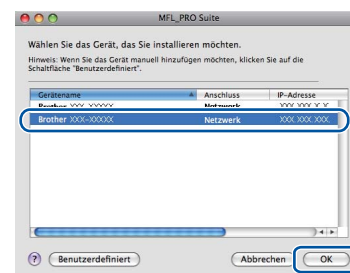 MFL_PRO Suite
Wählen Sie das Gerät, das Sie installieren möchten.
Hinweis: Wenn Sie das Gerät manuell hinzufügen möchten, klicken Sie auf die
Schaltfläche "Benutzerdefiniert".
Gerätename Anschluss IP-Adresse
Brother XXX-XXXXX Netzwerk XXX.XXX.X.X
Brother XXX-XXXXX Netzwerk XXX.XXX.XXX.
? Benutzerdefiniert Abbrechen OK